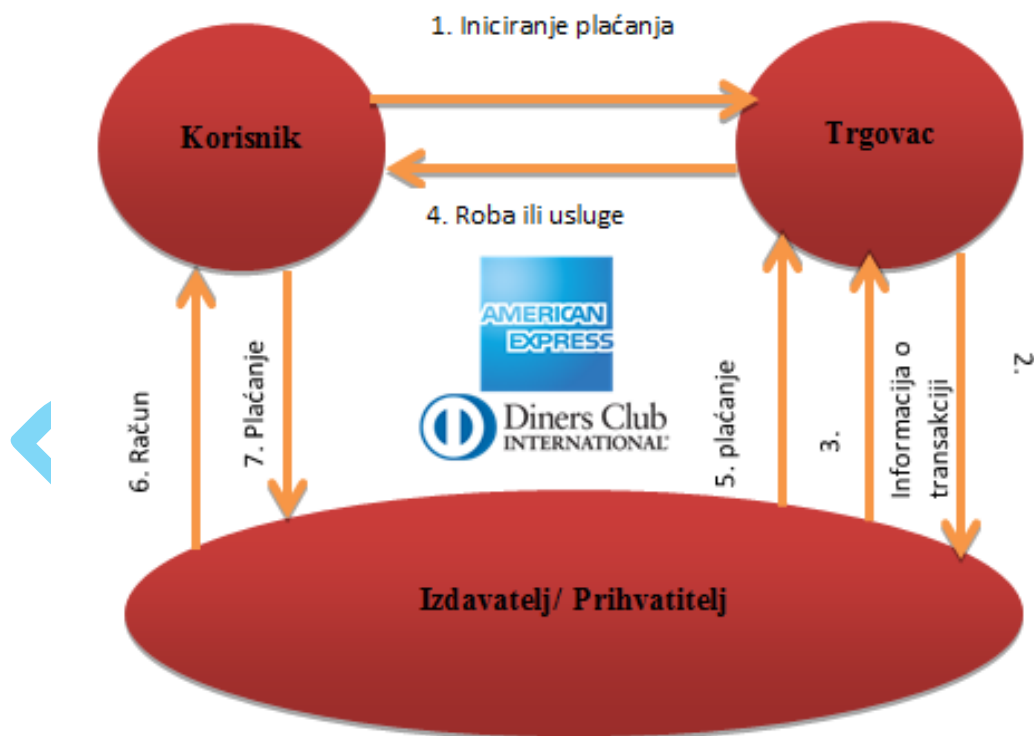 1. Iniciranje plaćanja
Korisnik
Trgovac
4. Roba ili usluge
AMERICAN
EXPRESS
Diners Club
INTERNATIONAL®
6. Račun
7. Plaćanje
5. plaćanje
3.
Informacija o
transakciji
2.
Izdavatelj/ Prihvatitelj